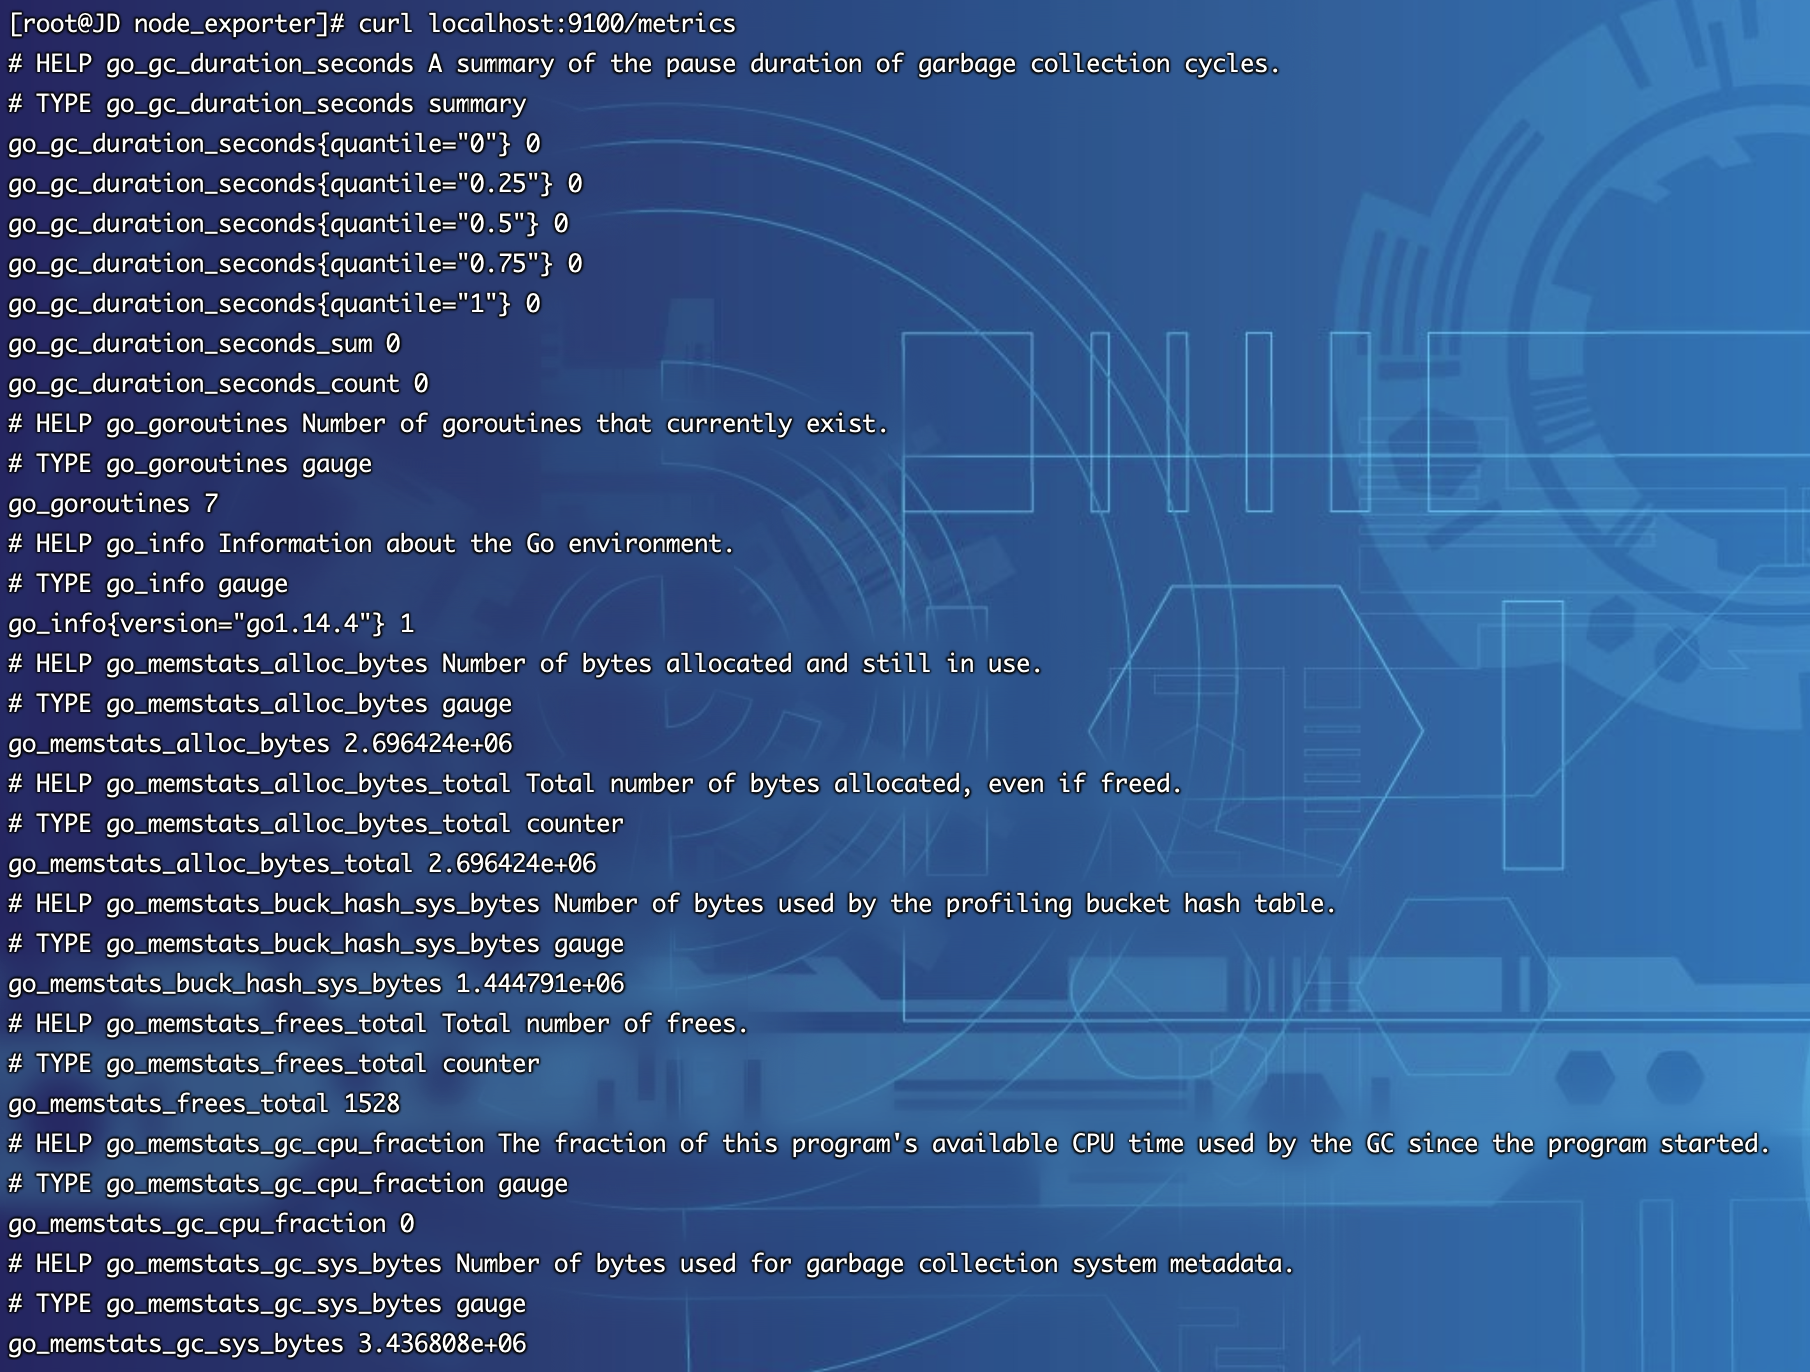 [root@JD node_exporter]# curl localhost:9100/metrics
# HELP go_gc_duration_seconds A summary of the pause duration of garbage collection cycles.
# TYPE go_gc_duration_seconds summary
go_gc_duration_seconds{quantile="0"} 0
go_gc_duration_seconds{quantile="0.25"} 0
go_gc_duration_seconds{quantile="0.5"} 0
go_gc_duration_seconds{quantile="0.75"} 0
go_gc_duration_seconds{quantile="1"} 0
go_gc_duration_seconds_sum 0
go_gc_duration_seconds_count 0
# HELP go_goroutines Number of goroutines that currently exist.
# TYPE go_goroutines gauge
go_goroutines 7
# HELP go_info Information about the Go environment.
# TYPE go_info gauge
go_info{version="go1.14.4"} 1
# HELP go_memstats_alloc_bytes Number of bytes allocated and still in use.
# TYPE go_memstats_alloc_bytes gauge
go_memstats_alloc_bytes 2.696424e+06
# HELP go_memstats_alloc_bytes_total Total number of bytes allocated, even if freed.
# TYPE go_memstats_alloc_bytes_total counter
go_memstats_alloc_bytes_total 2.696424e+06
# HELP go_memstats_buck_hash_sys_bytes Number of bytes used by the profiling bucket hash table.
# TYPE go_memstats_buck_hash_sys_bytes gauge
go_memstats_buck_hash_sys_bytes 1.444791e+06
# HELP go_memstats_frees_total Total number of frees.
# TYPE go_memstats_frees_total counter
go_memstats_frees_total 1528
# HELP go_memstats_gc_cpu_fraction The fraction of this program's available CPU time used by the GC since the program started.
# TYPE go_memstats_gc_cpu_fraction gauge
go_memstats_gc_cpu_fraction 0
# HELP go_memstats_gc_sys_bytes Number of bytes used for garbage collection system metadata.
# TYPE go_memstats_gc_sys_bytes gauge
go_memstats_gc_sys_bytes 3.436808e+06